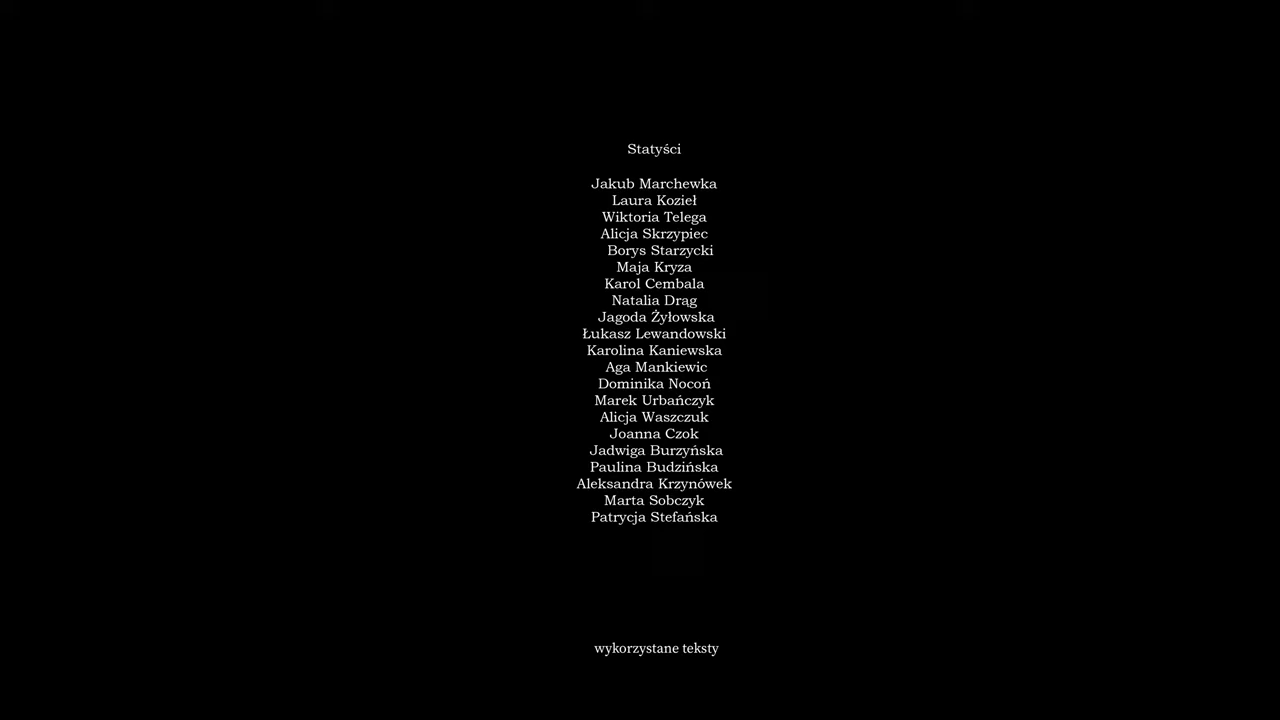 Statyści
Jakub Marchewka
Laura Kozieł
Wiktoria Telega
Alicja Skrzypiec
Borys Starzycki
Maja Kryza
Karol Cembala
Natalia Drąg
Jagoda Żyłowska
Łukasz Lewandowski
Karolina Kaniewska
Aga Mankiewic
Dominika Nocoń
Marek Urbańczyk
Alicja Waszczuk
Joanna Czok
Jadwiga Burzyńska
Paulina Budzińska
Aleksandra Krzynówek
Marta Sobczyk
Patrycja Stefańska
wykorzystane teksty